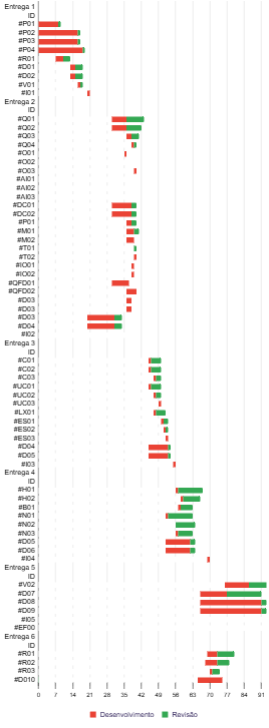 Entrega 1
ID
#P01
#P02
#P03
#P04
#R01
#D01
#D02
#V01
#I01
Entrega 2
ID
#Q01
#Q02
#Q03
#Q04
#O01
#O02
#O03
#AI01
#AI02
#AI03
#DC01
#DC02
#P01
#M01
#M02
#T01
#T02
#IO01
#IO02
#QFD01
#QFD02
#D03
#D03
#D03
#D04
#I02
Entrega 3
ID
#C01
#C02
#C03
#UC01
#UC02
#UC03
#LX01
#ES01
#ES02
#ES03
#D04
#D05
#I03
Entrega 4
ID
#H01
#H02
#B01
#N01
#N02
#N03
#D05
#D06
#I04
Entrega 5
ID
#V02
#D07
#D08
#D09
#I05
#EF00
Entrega 6
ID
#R01
#R02
#R03
#D010
0 7 14 21 28 35 42 49 56 63 70 77 84 91
Desenvolvimento Revisão